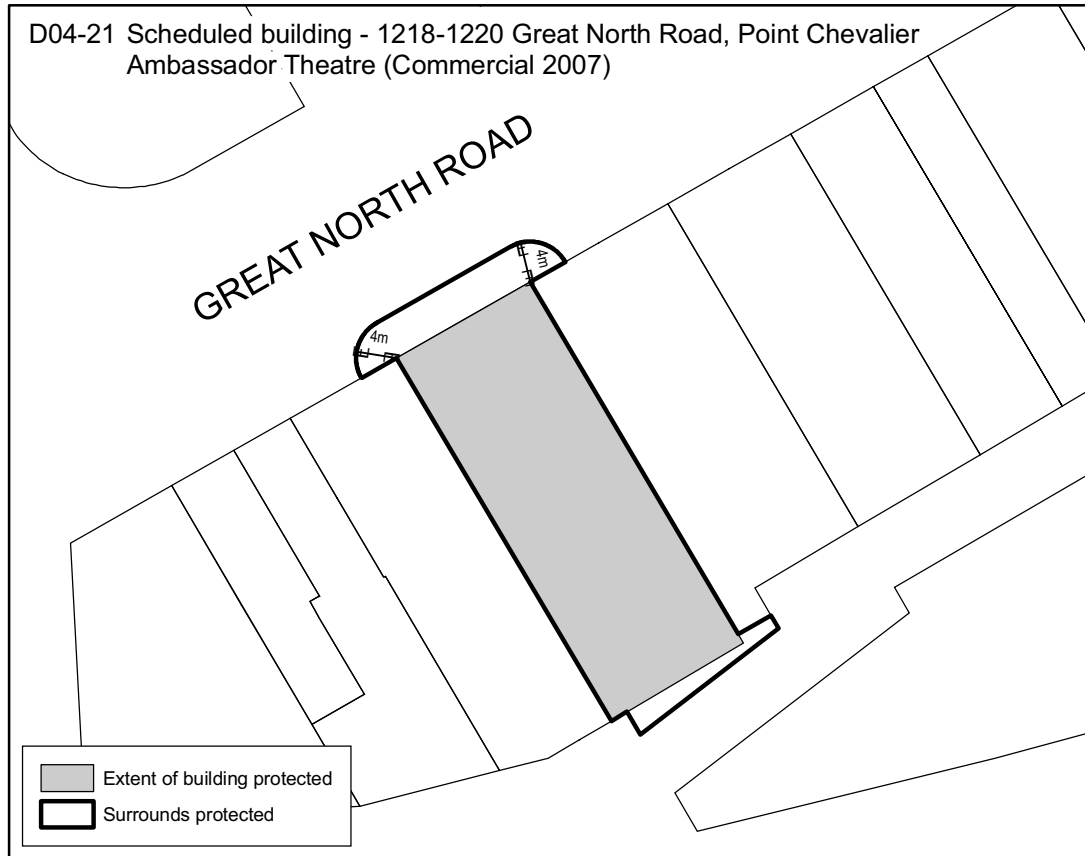 D04-21 Scheduled building - 1218-1220 Great North Road, Point Chevalier
Ambassador Theatre (Commercial 2007)
GREAT NORTH ROAD
4m
4m
Extent of building protected
Surrounds protected